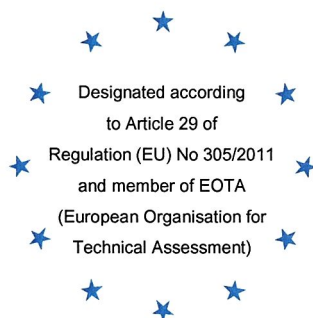 Designated according
to Article 29 of
Regulation (EU) No 305/2011
and member of EOTA
(European Organisation for
Technical Assessment)